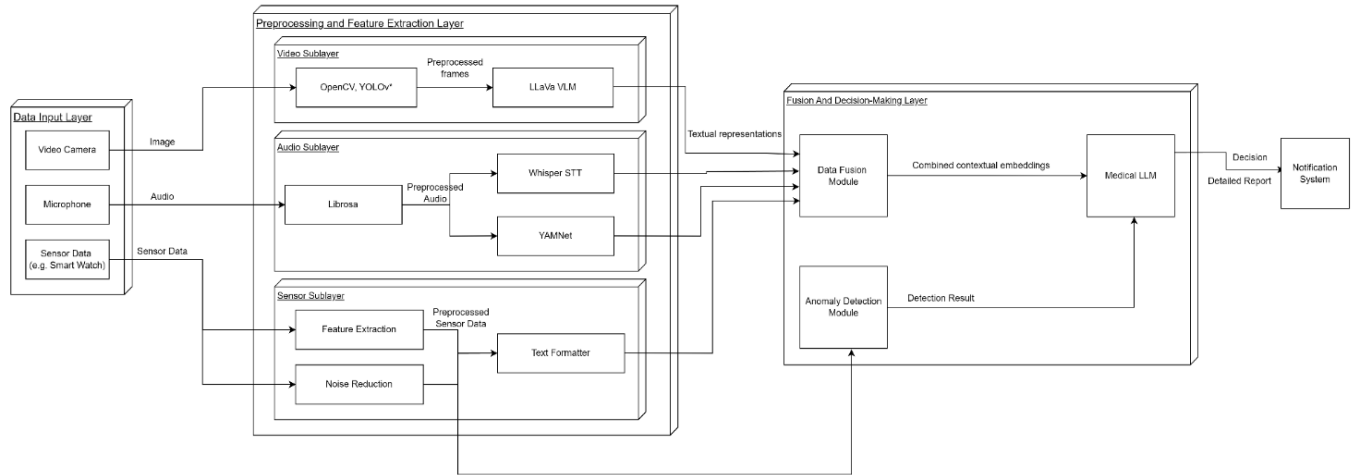 Preprocessing and Feature Extraction Layer
Video Sublayer
OpenCV, YOLOv*
Preprocessed
frames
LLaVa VLM
Data Input Layer
Video Camera
Image
Microphone
Audio
Sensor Data
(e.g. Smart Watch)
Sensor Data
Audio Sublayer
Librosa
Preprocessed
Audio
Whisper STT
YAMNet
Sensor Sublayer
Feature Extraction
Noise Reduction
Preprocessed
Sensor Data
Text Formatter
Textual representations
Fusion And Decision-Making Layer
Data Fusion
Module
Combined contextual embeddings
Medical LLM
Anomaly Detection
Module
Detection Result
Decision
Detailed Report
Notification
System